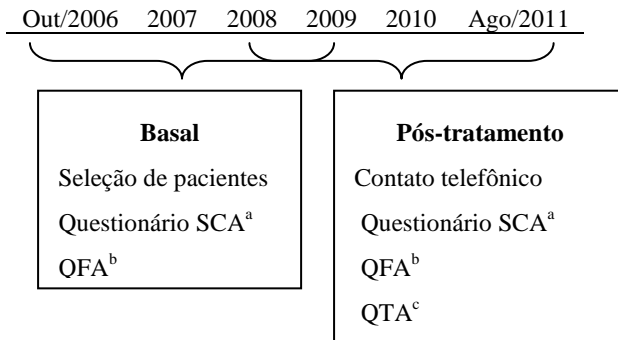 Out/2006 2007 2008 2009 2010 Ago/2011
Basal
Seleção de pacientes
Questionário SCAᵃ
QFAᵇ
Pós-tratamento
Contato telefônico
Questionário SCAᵃ
QFAᵇ
QTAᶜ